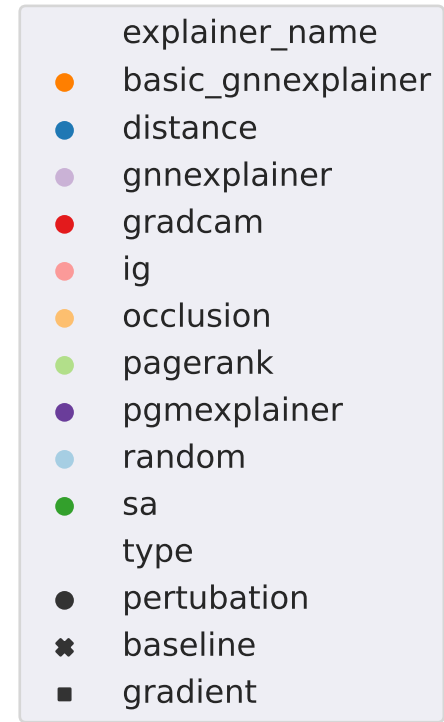 explainer_name
basic_gnnexplainer
distance
gnnexplainer
gradcam
ig
occlusion
pagerank
pgmexplainer
random
sa
type
pertubation
baseline
gradient